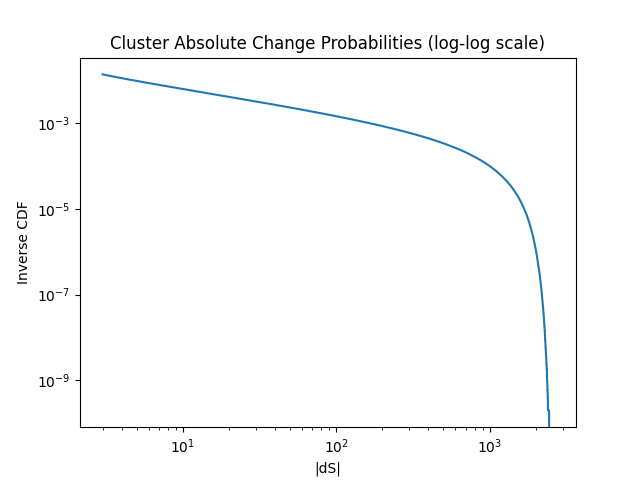 Cluster Absolute Change Probabilities (log-log scale)
Inverse CDF
10⁻³
10⁻⁵
10⁻⁷
10⁻⁹
10¹ 10² 10³
|dS|